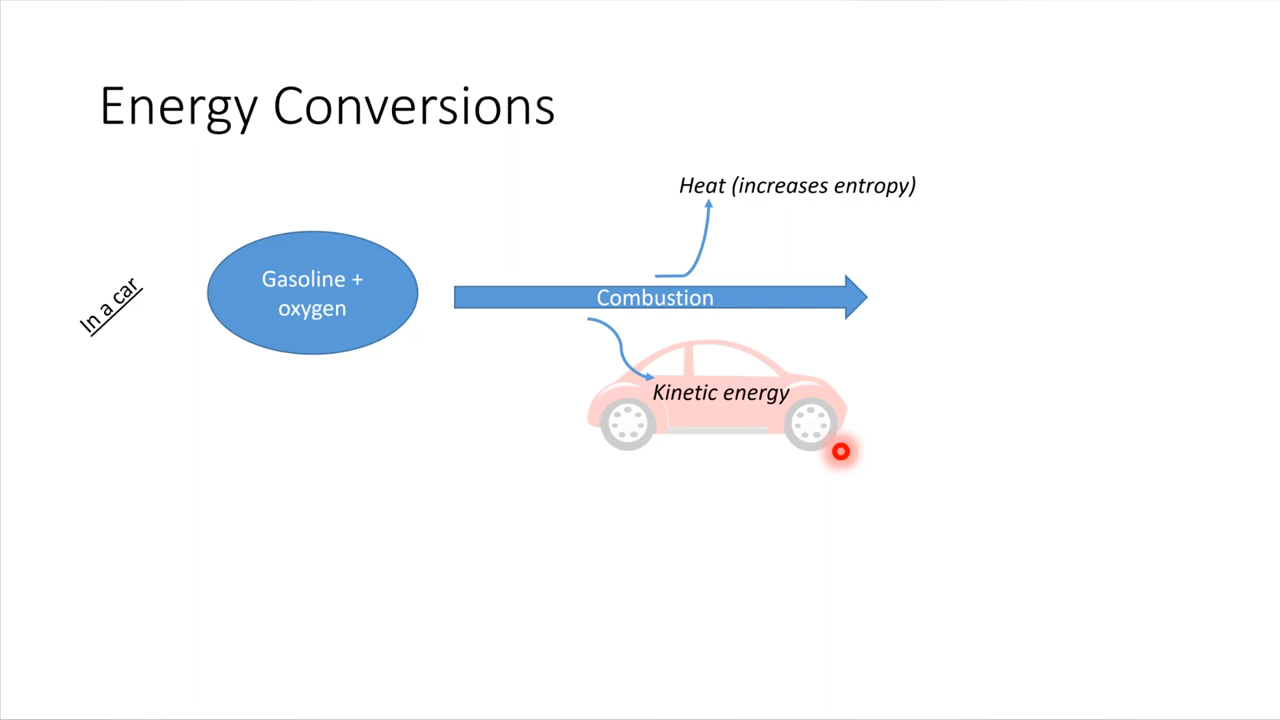 Energy Conversions
Heat (increases entropy)
In a car
Gasoline +
oxygen
Combustion
Kinetic energy